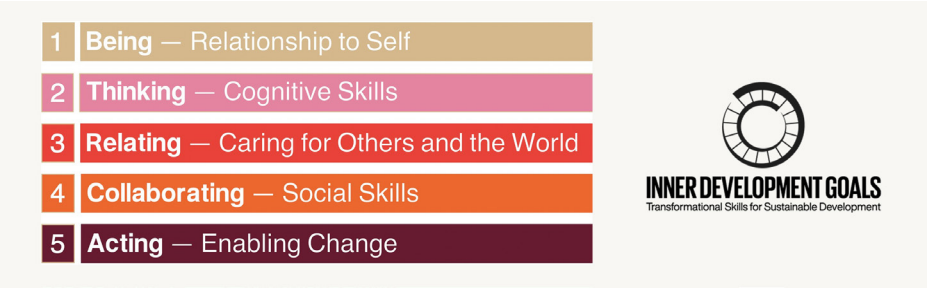 1 Being — Relationship to Self
2 Thinking — Cognitive Skills
3 Relating — Caring for Others and the World
4 Collaborating — Social Skills
5 Acting — Enabling Change
INNER DEVELOPMENT GOALS
Transformational Skills for Sustainable Development